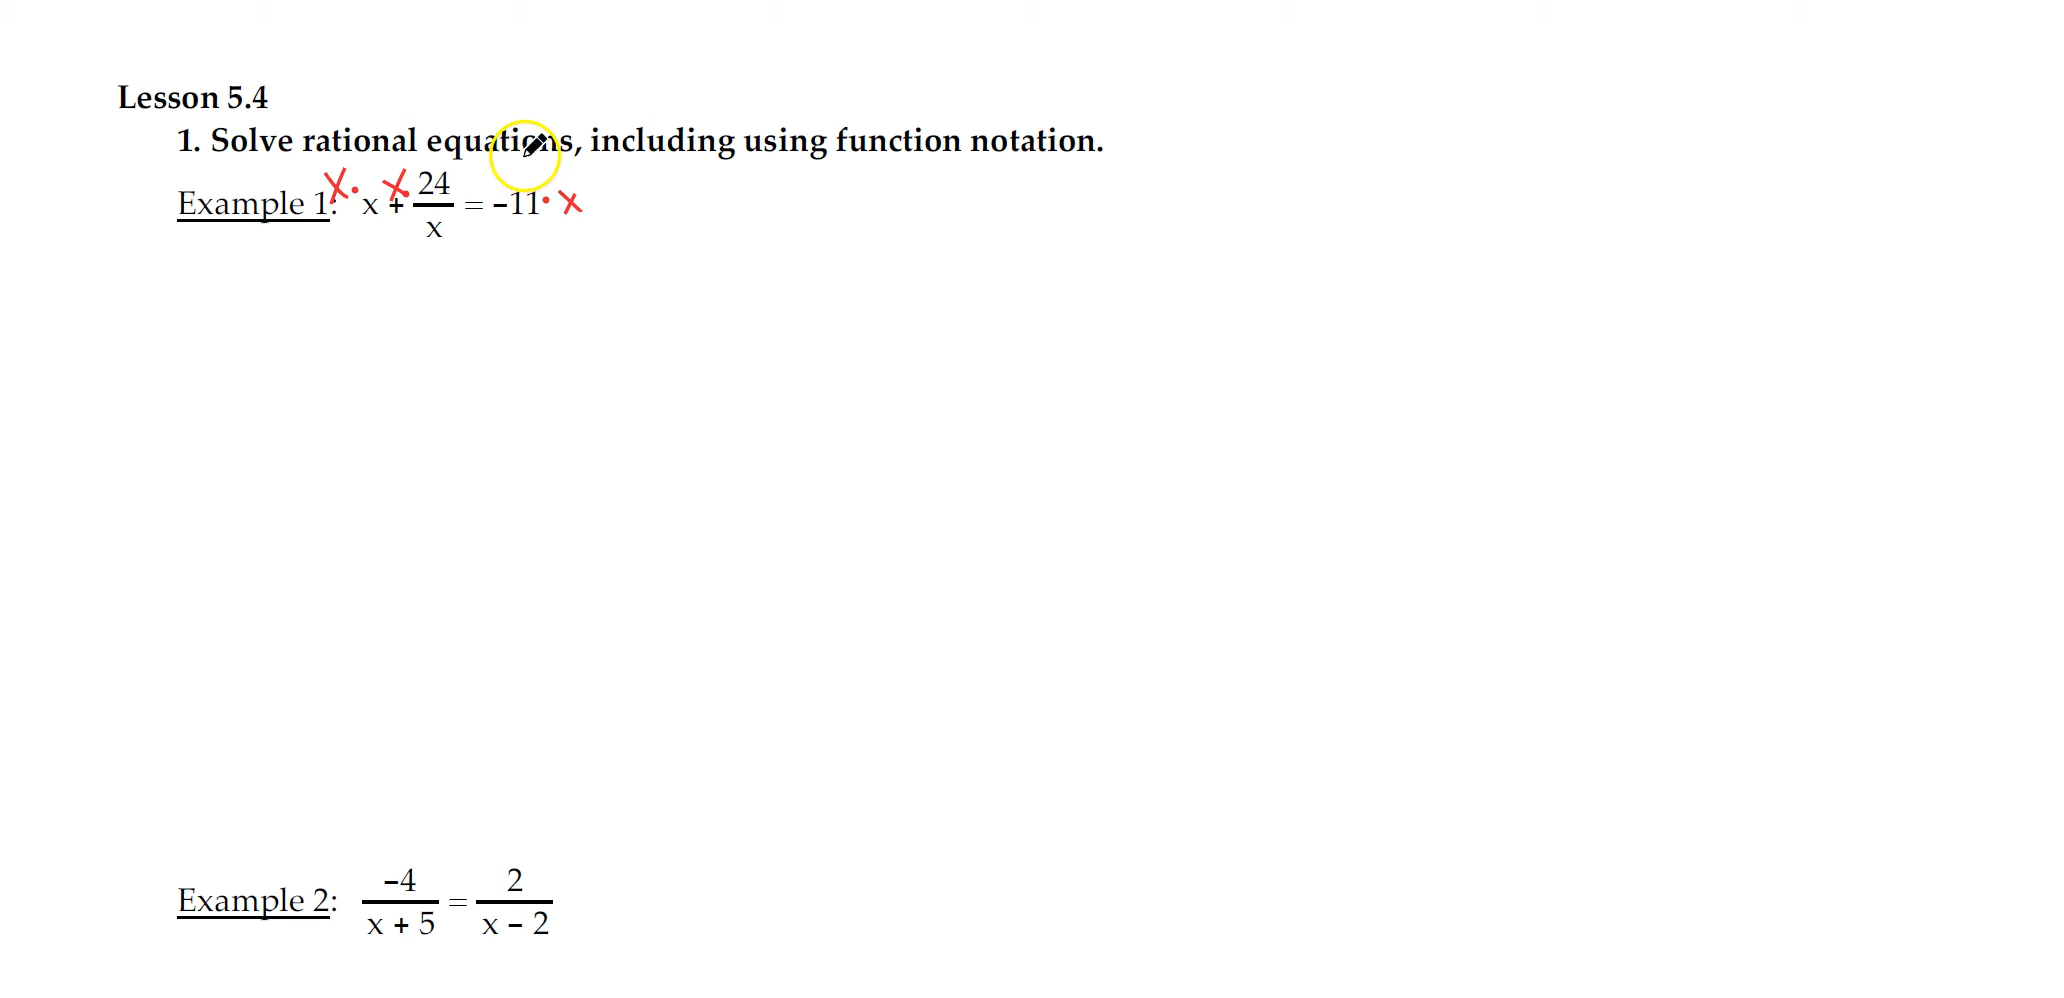 Lesson 5.4
1. Solve rational equations, including using function notation.
Example 1: x· x + x· 24/x = –11 · x
Example 2: –4/(x + 5) = 2/(x – 2)